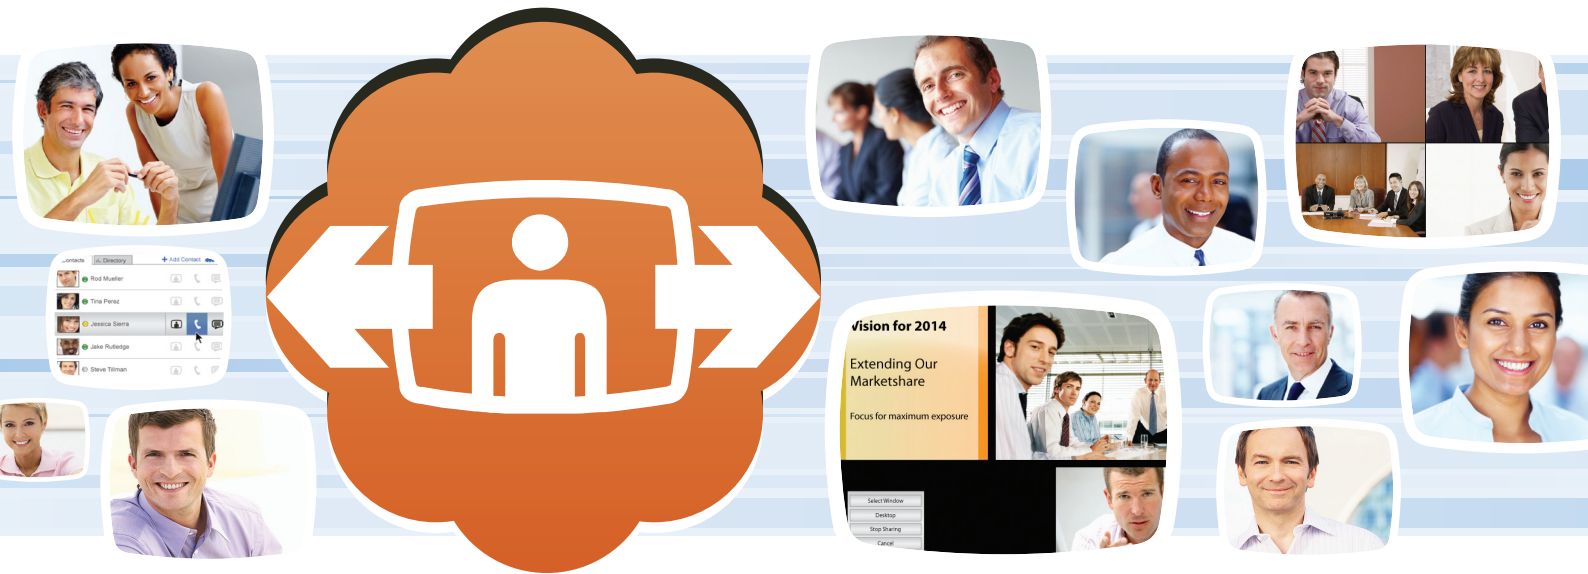 Contacts
Directory
+ Add Contact
Rod Mueller
Tina Perez
Jessica Sierra
Jake Rutledge
Steve Tillman
Vision for 2014
Extending Our
Marketshare
Focus for maximum exposure
Select Window
Desktop
Stop Sharing
Cancel